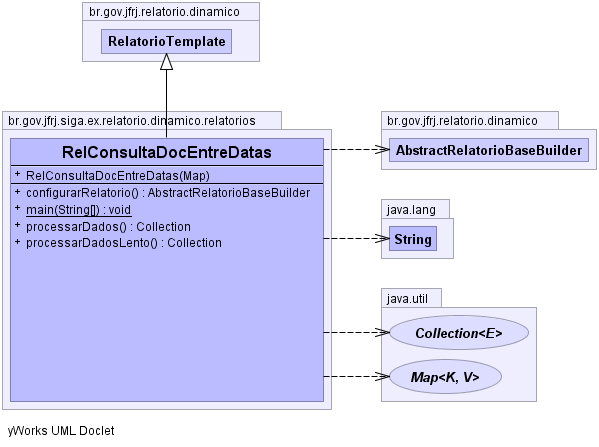 br.gov.jfrj.relatorio.dinamico
RelatorioTemplate
br.gov.jfrj.siga.ex.relatorio.dinamico.relatorios
RelConsultaDocEntreDatas
+ RelConsultaDocEntreDatas(Map)
+ configurarRelatorio() : AbstractRelatorioBaseBuilder
+ main(String[]) : void
+ processarDados() : Collection
+ processarDadosLento() : Collection
br.gov.jfrj.relatorio.dinamico
AbstractRelatorioBaseBuilder
java.lang
String
java.util
Collection<E>
Map<K, V>
yWorks UML Doclet